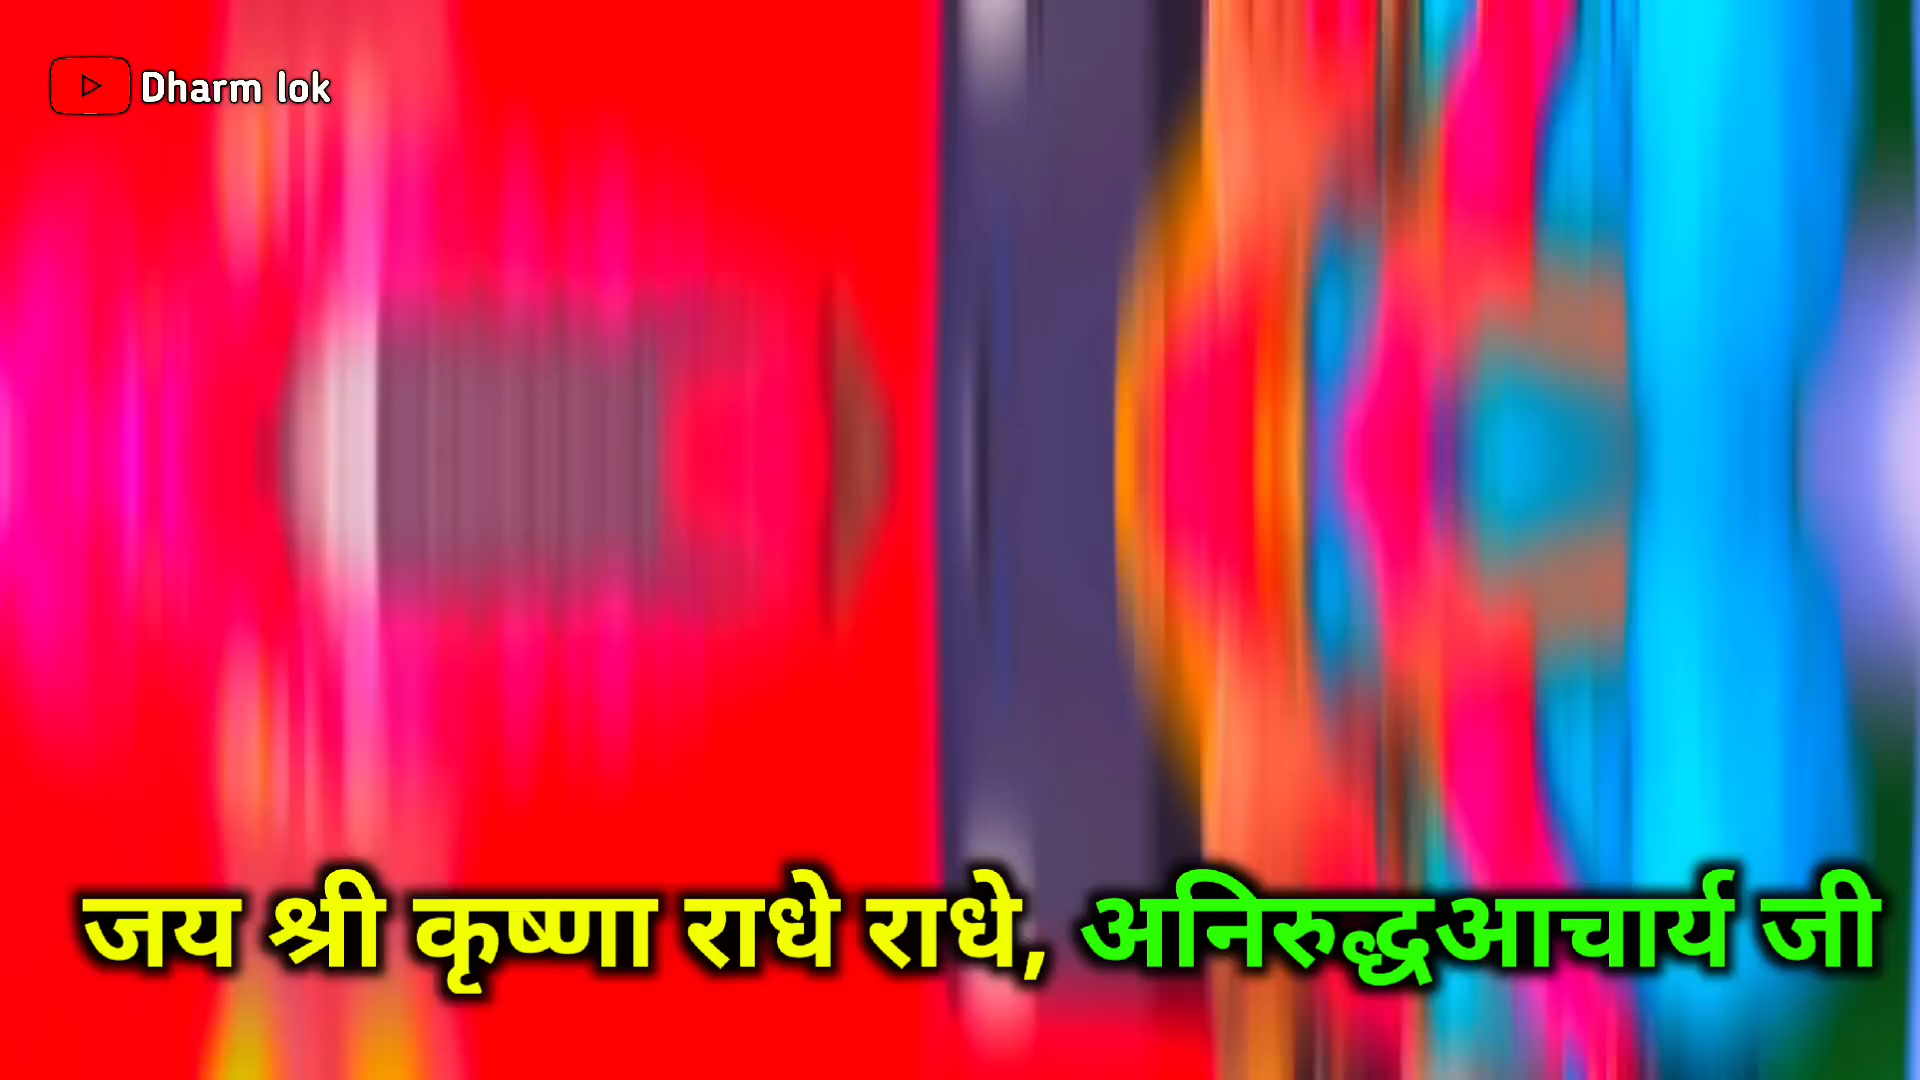 Dharm lok
जय श्री कृष्णा राधे राधे, अनिरुद्धआचार्य जी